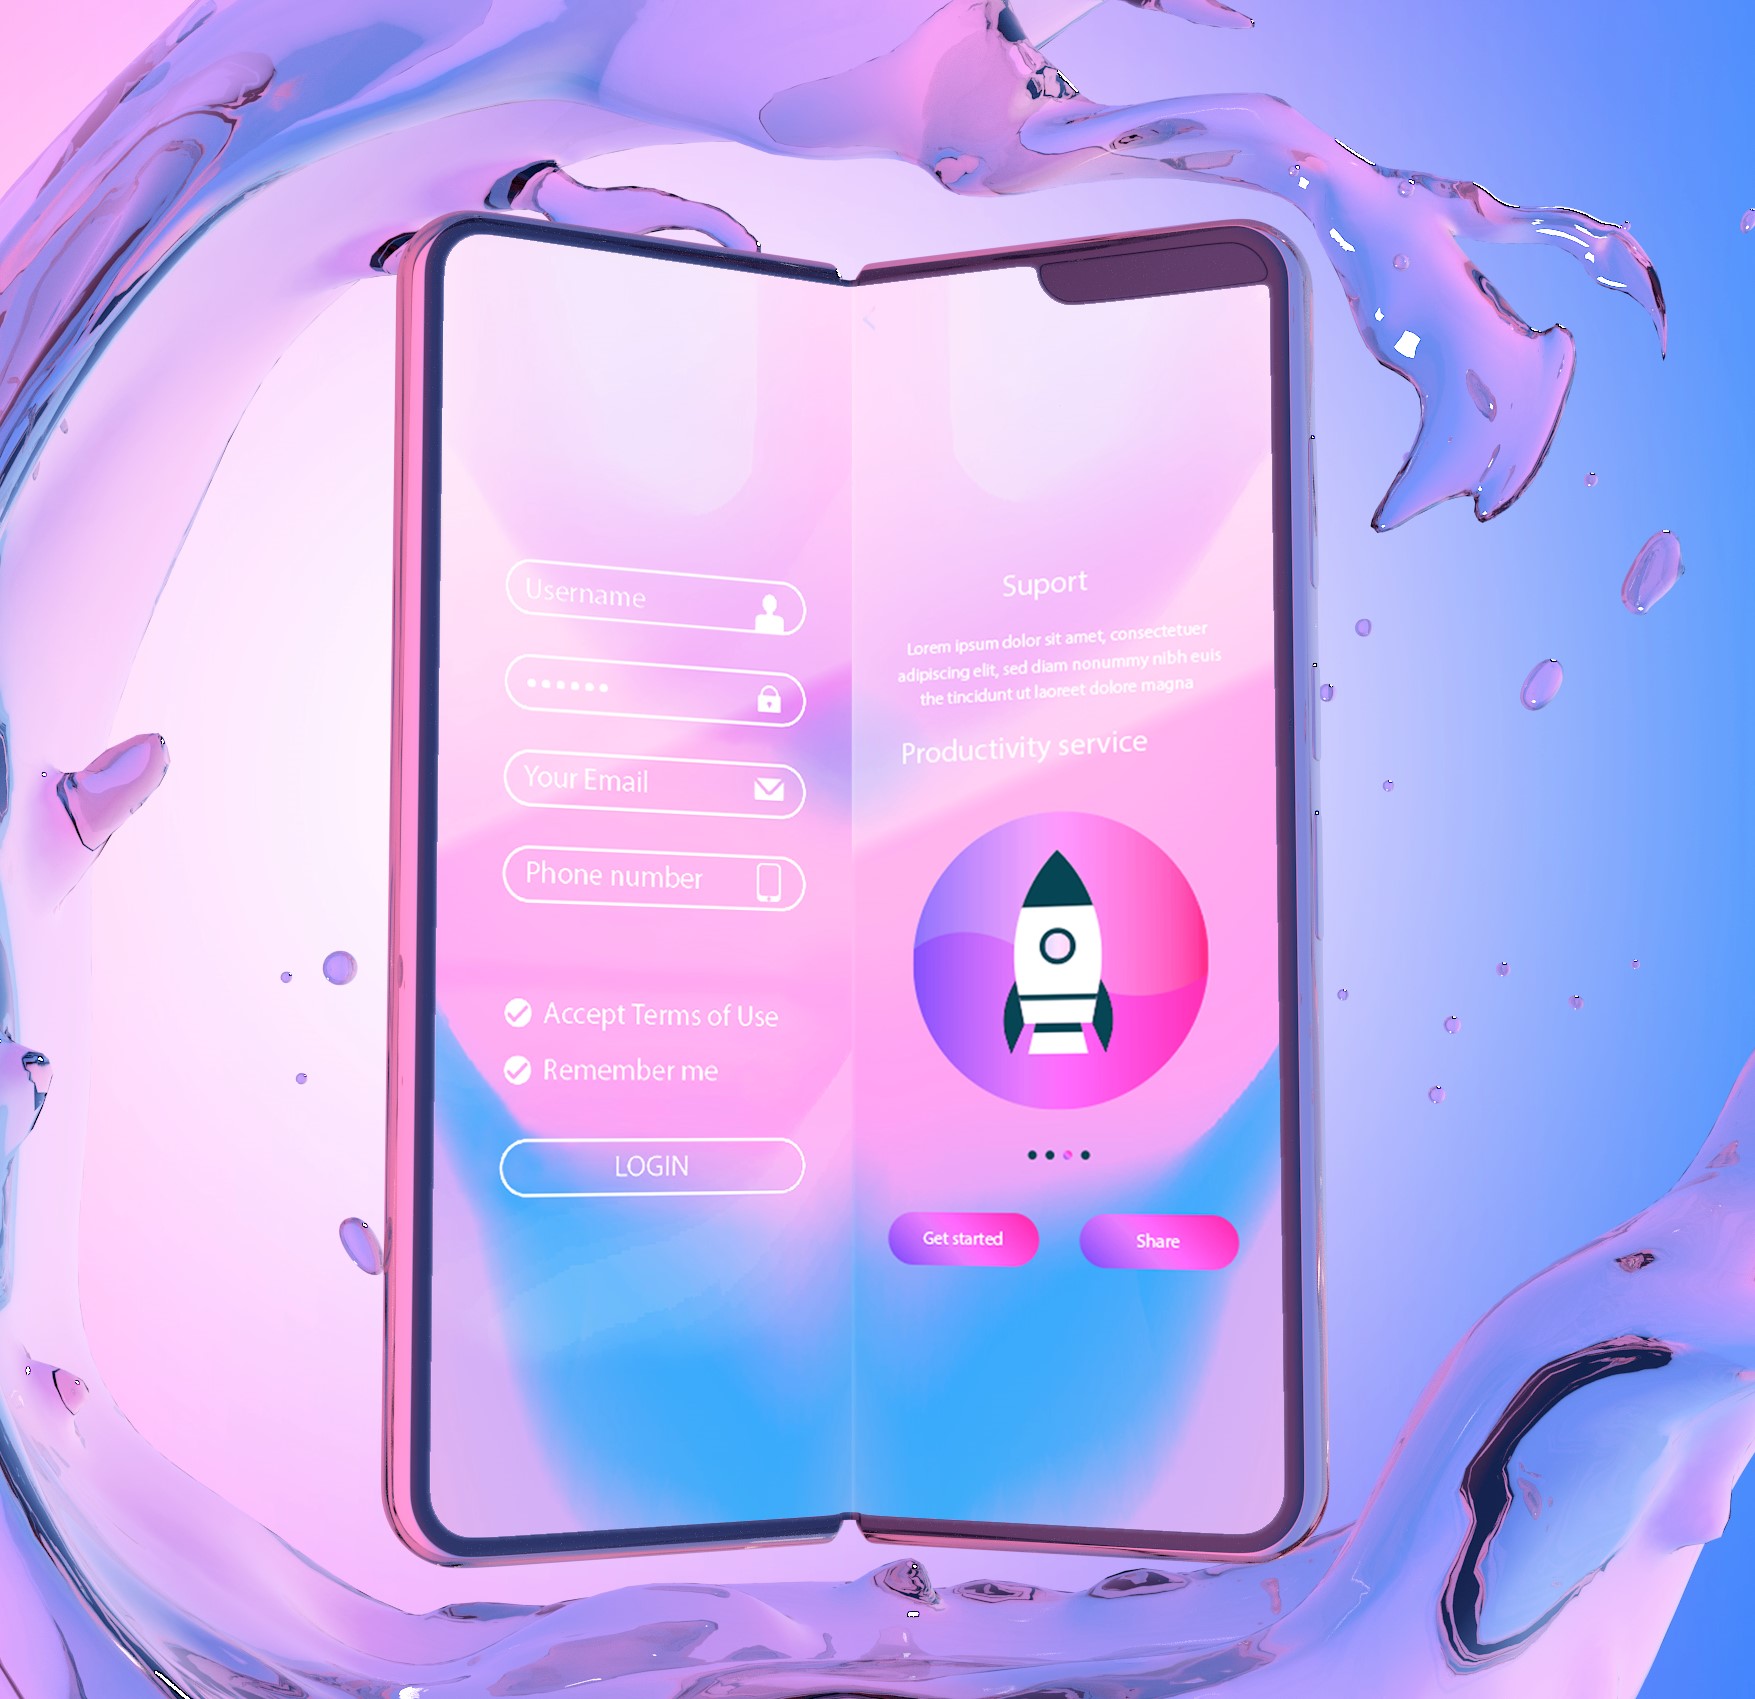 Username
Your Email
Phone number
Accept Terms of Use
Remember me
LOGIN
Suport
Lorem ipsum dolor sit amet, consectetuer
adipiscing elit, sed diam nonummy nibh euis
the tincidunt ut laoreet dolore magna
Productivity service
Get started
Share